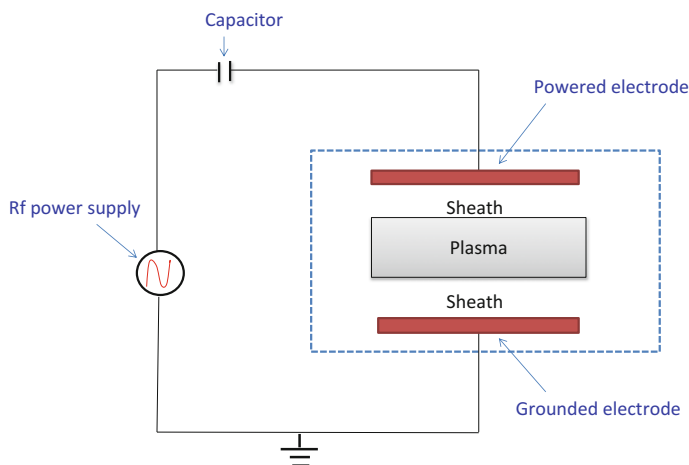 Capacitor
Powered electrode
Rf power supply
Sheath
Plasma
Sheath
Grounded electrode